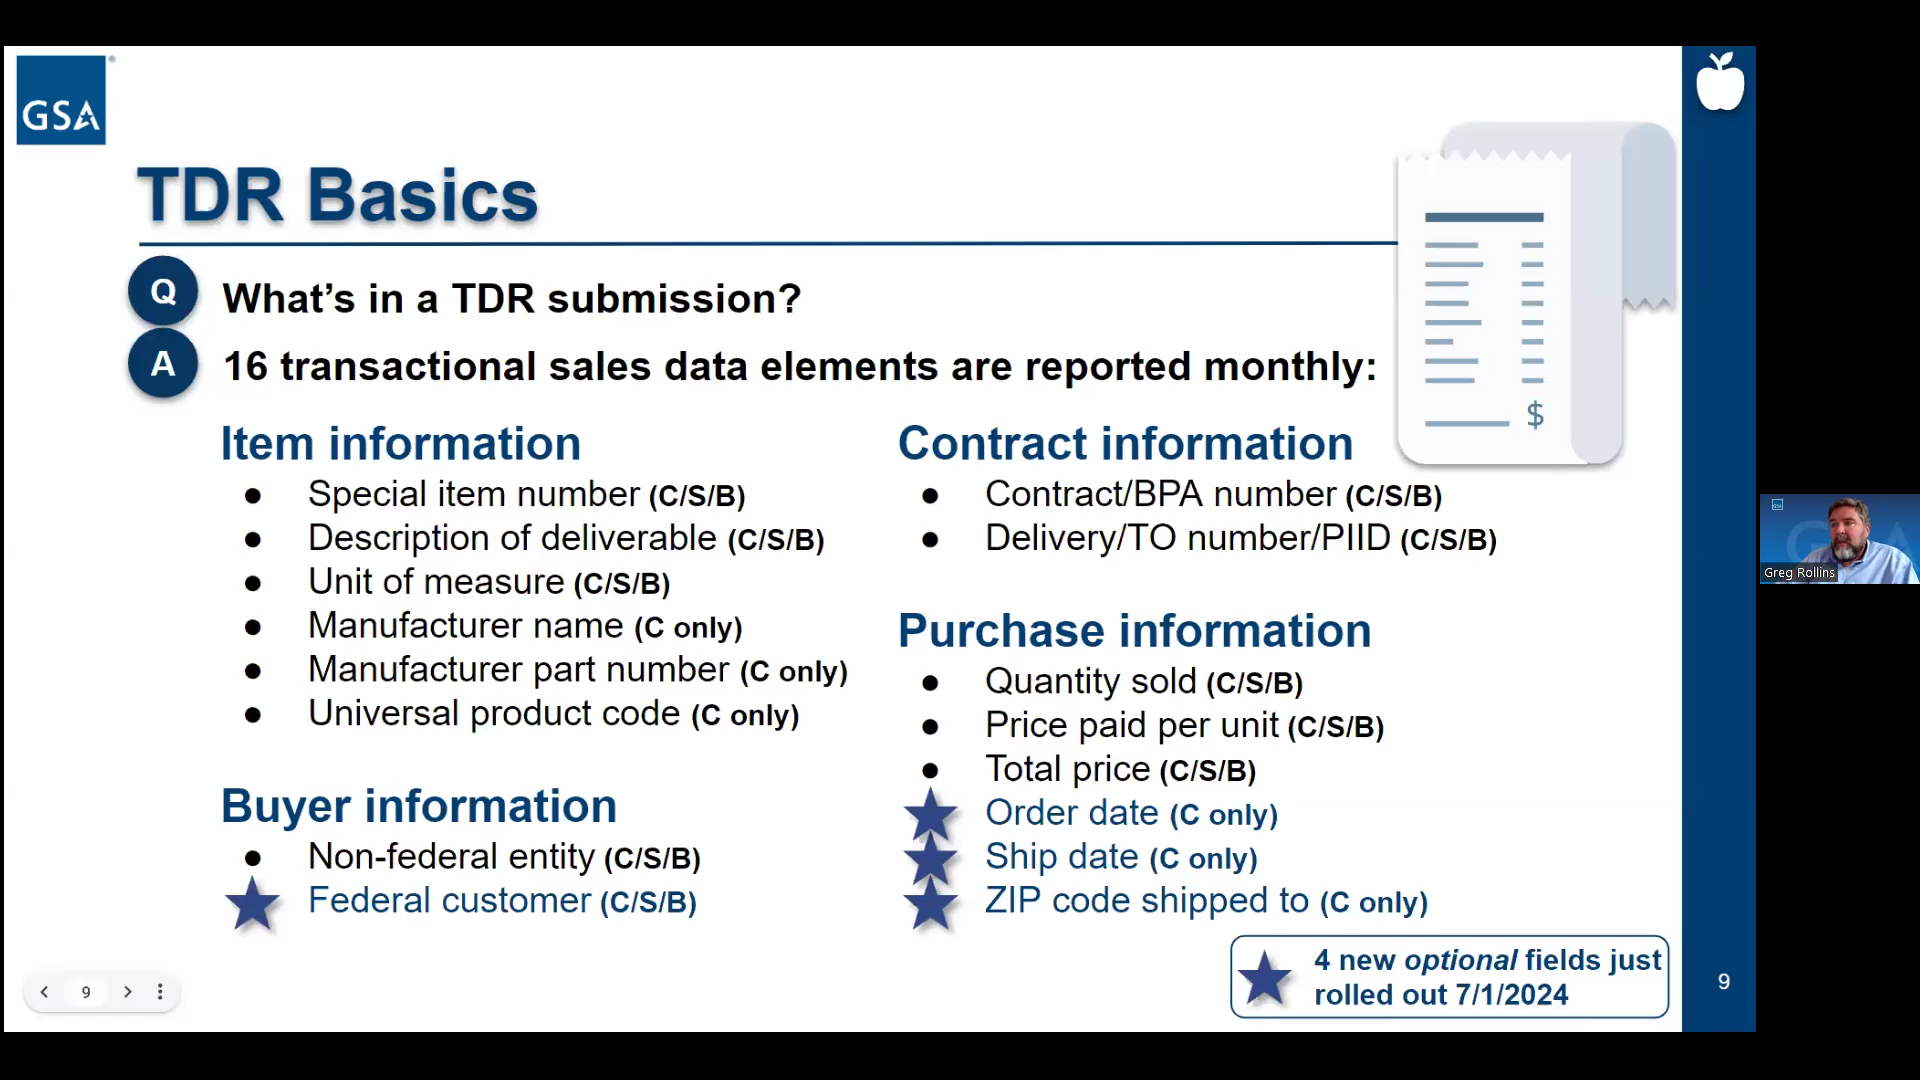 GSA
®
TDR Basics
Q
What’s in a TDR submission?
A
16 transactional sales data elements are reported monthly:
$
Item information
● Special item number (C/S/B)
● Description of deliverable (C/S/B)
● Unit of measure (C/S/B)
● Manufacturer name (C only)
● Manufacturer part number (C only)
● Universal product code (C only)
Buyer information
● Non-federal entity (C/S/B)
Federal customer (C/S/B)
Contract information
● Contract/BPA number (C/S/B)
● Delivery/TO number/PIID (C/S/B)
Purchase information
● Quantity sold (C/S/B)
● Price paid per unit (C/S/B)
● Total price (C/S/B)
Order date (C only)
Ship date (C only)
ZIP code shipped to (C only)
4 new optional fields just
rolled out 7/1/2024
9
9
GSA
Greg Rollins